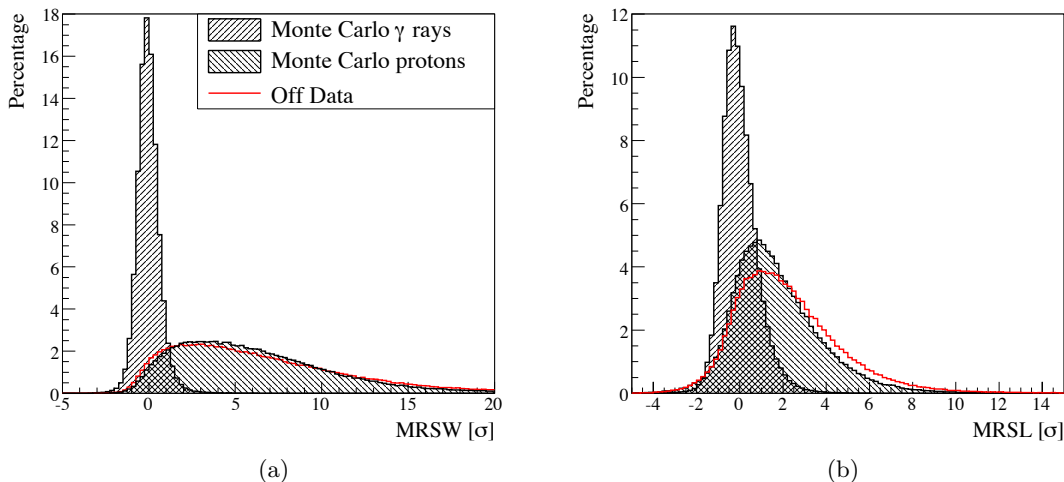 Percentage
18
16
14
12
10
8
6
4
2
0
-5 0 5 10 15 20
MRSW [σ]
Monte Carlo γ rays
Monte Carlo protons
Off Data
(a)
Percentage
12
10
8
6
4
2
0
-4 -2 0 2 4 6 8 10 12 14
MRSL [σ]
(b)